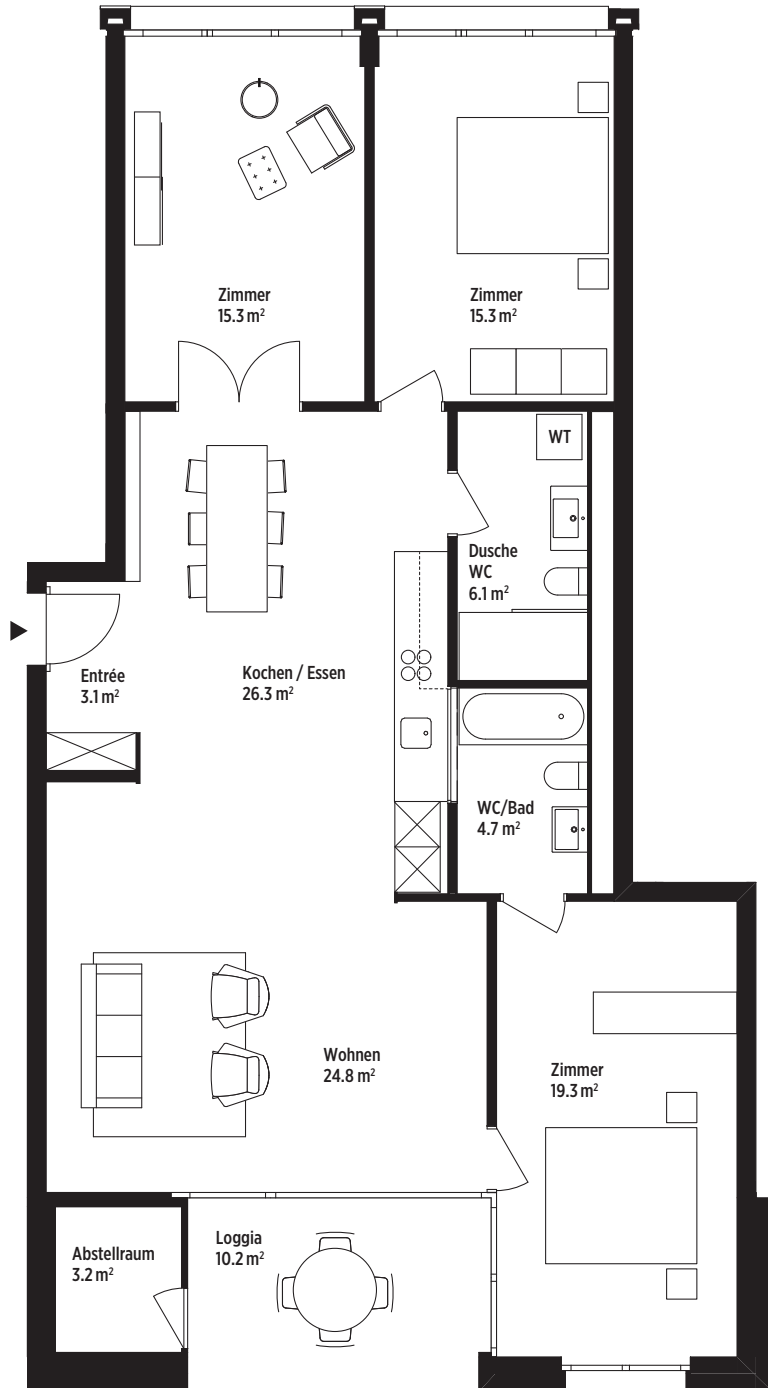 Zimmer
15.3 m²
Zimmer
15.3 m²
WT
Dusche
WC
6.1 m²
Entrée
3.1 m²
Kochen / Essen
26.3 m²
WC/Bad
4.7 m²
Wohnen
24.8 m²
Zimmer
19.3 m²
Abstellraum
3.2 m²
Loggia
10.2 m²